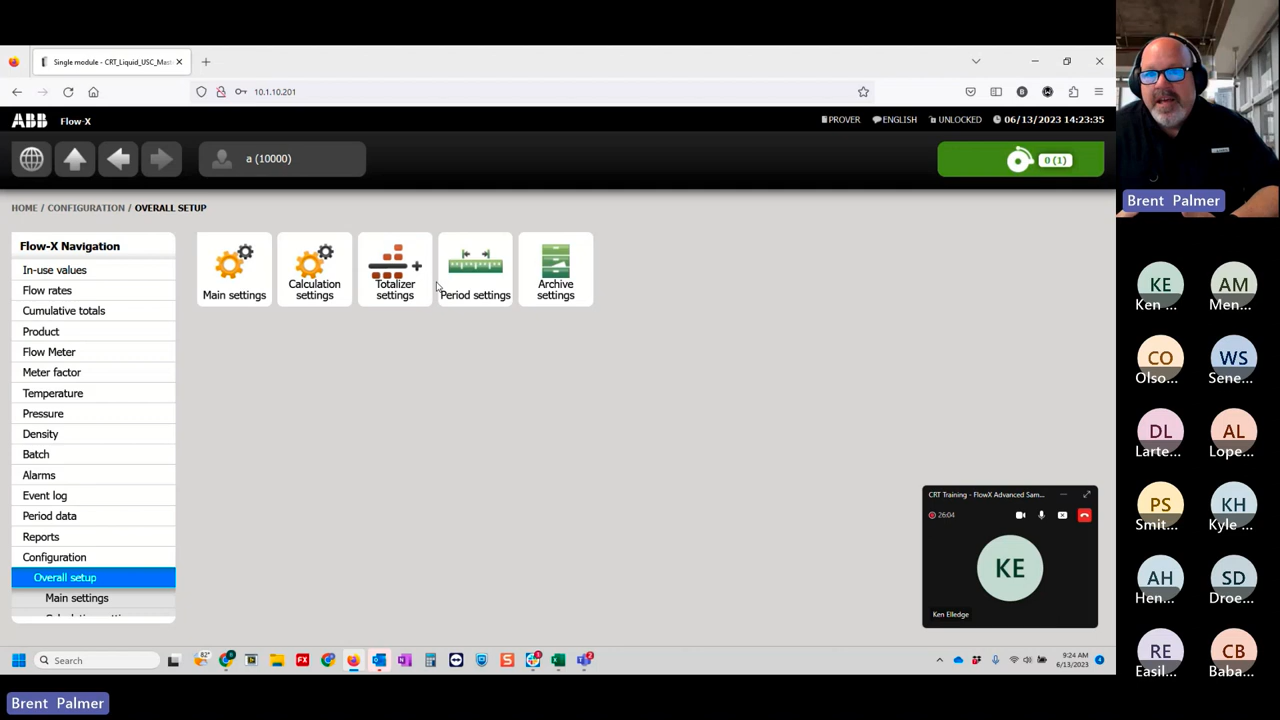 Single module - CRT_Liquid_USC_Mast
10.1.10.201
ABB Flow-X
PROVER ENGLISH UNLOCKED 06/13/2023 14:23:35
a (10000)
0 (1)
HOME / CONFIGURATION / OVERALL SETUP
Flow-X Navigation
In-use values
Flow rates
Cumulative totals
Product
Flow Meter
Meter factor
Temperature
Pressure
Density
Batch
Alarms
Event log
Period data
Reports
Configuration
Overall setup
Main settings
Main settings
Calculation
settings
Totalizer
settings
Period settings
Archive
settings
CRT Training - FlowX Advanced Sam...
26:04
KE
Ken Elledge
Search
82°
9:24 AM
6/13/2023
Brent Palmer
Brent Palmer
KE
Ken ...
AM
Men...
CO
Olso...
WS
Sene...
DL
Larte...
AL
Lope...
PS
Smit...
KH
Kyle ...
AH
Hen...
SD
Droe...
RE
Easil...
CB
Baba...